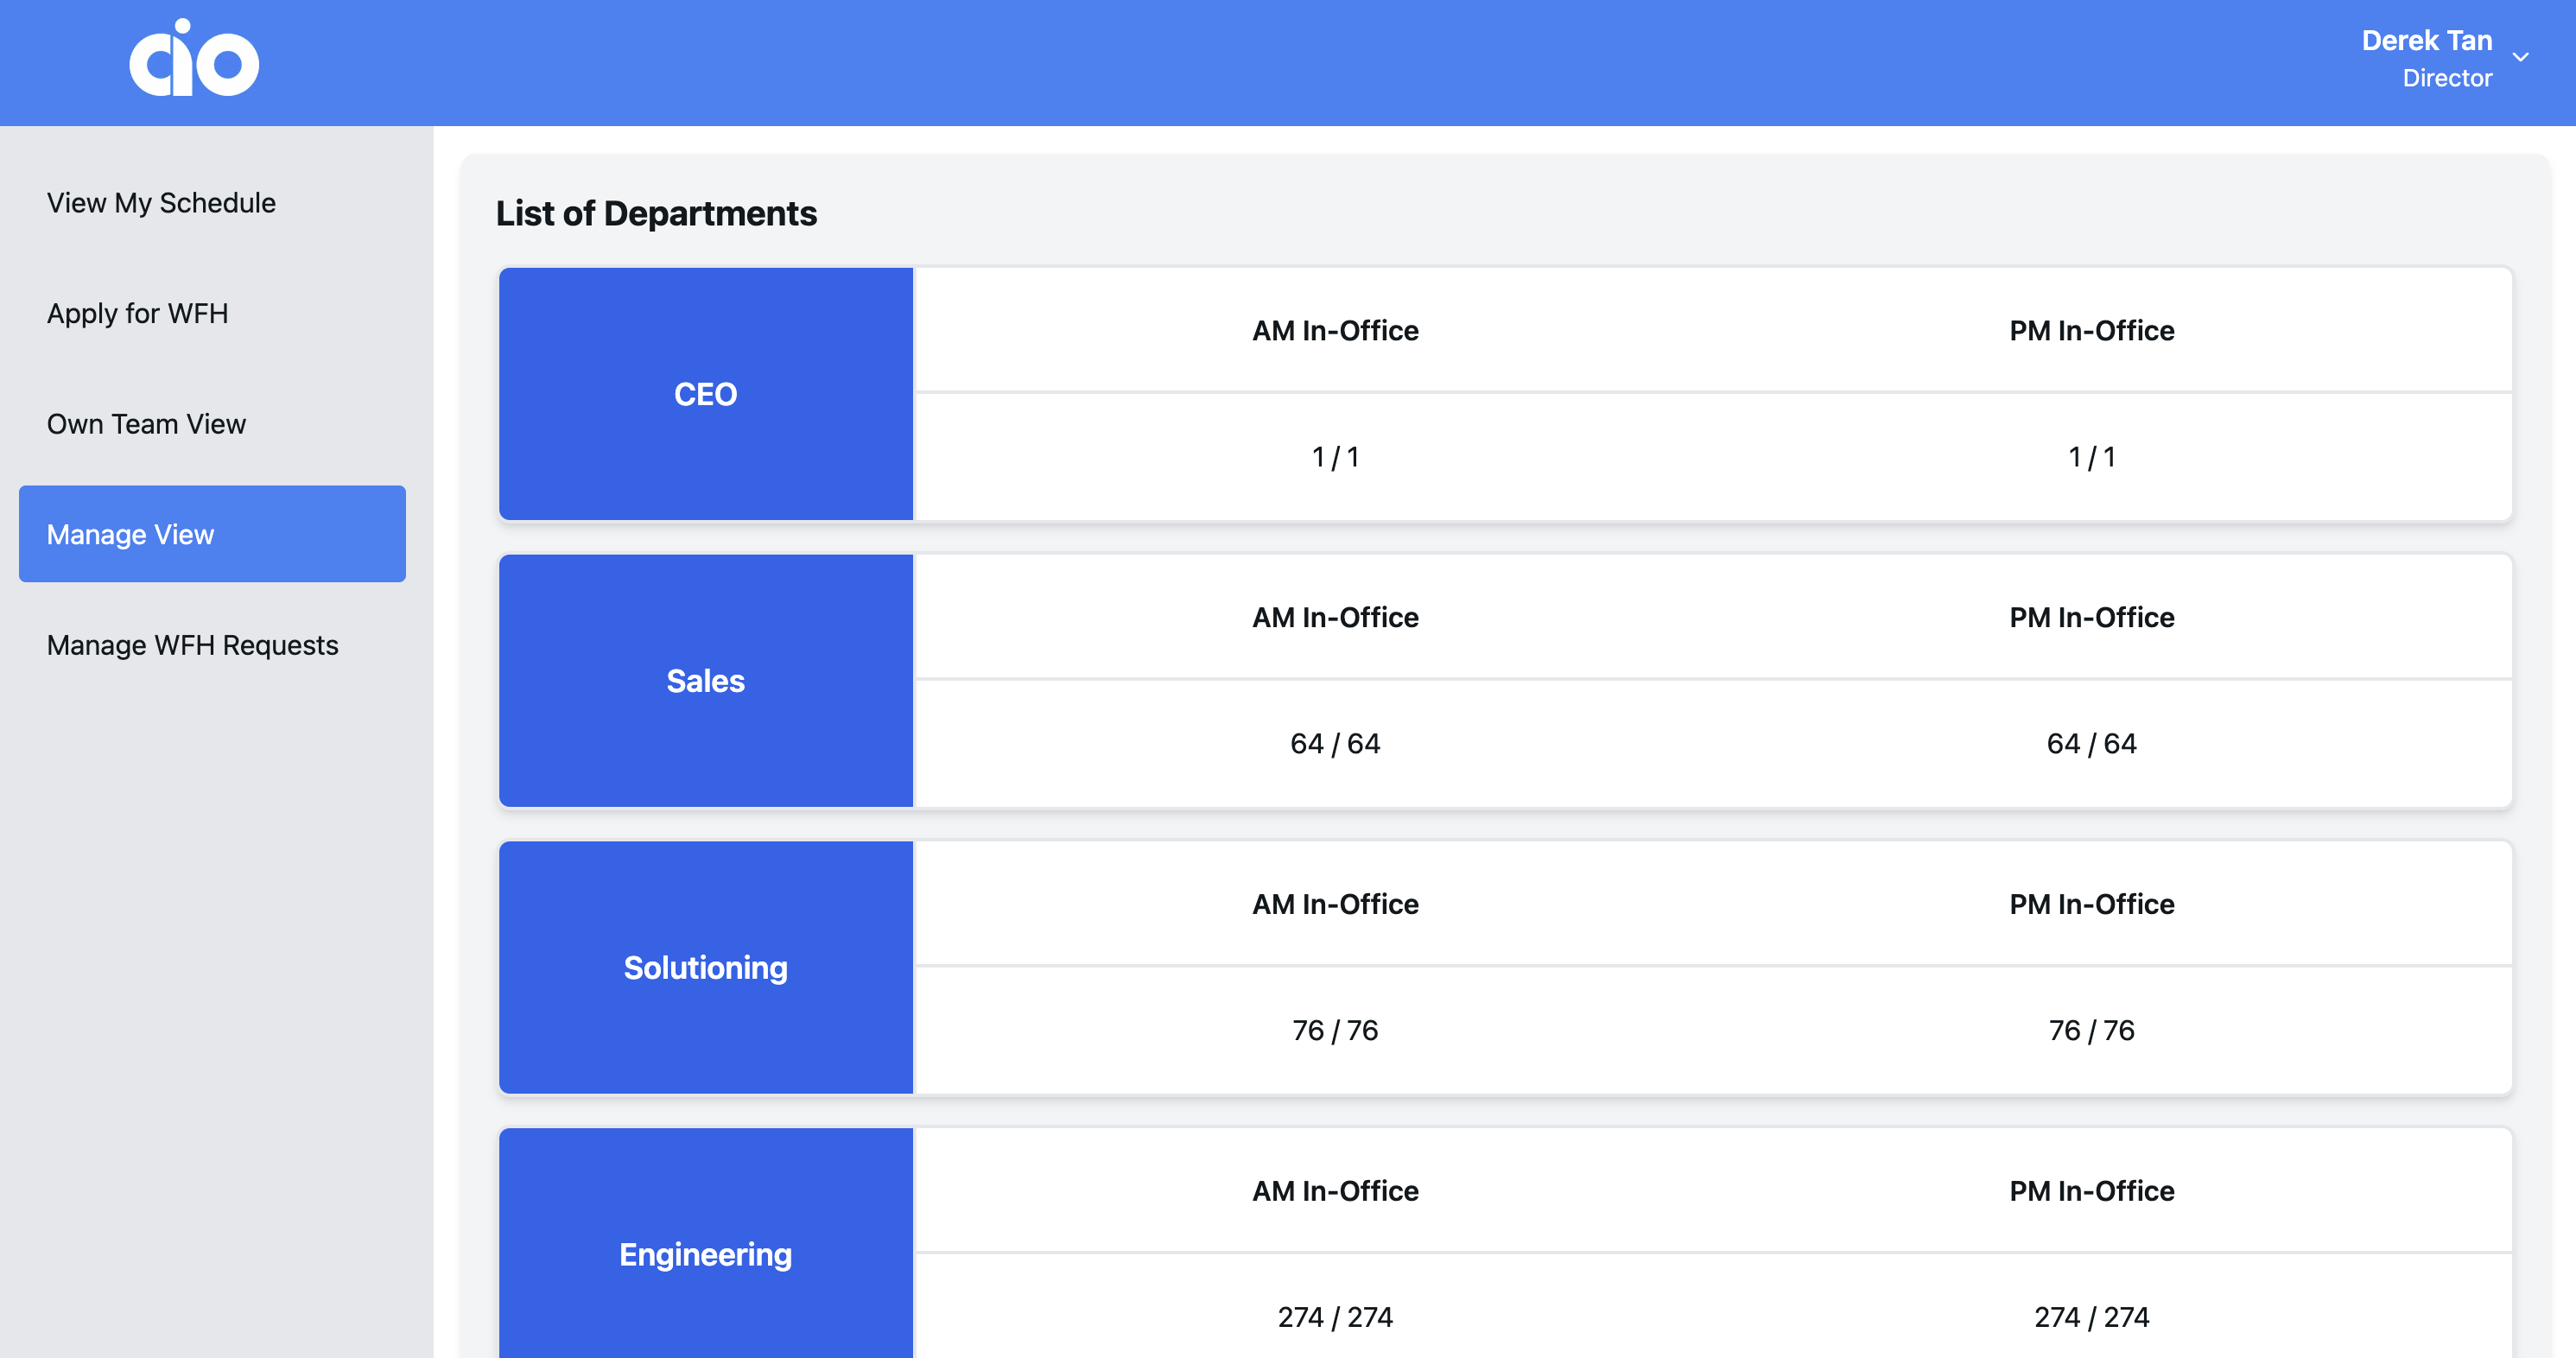 aio
Derek Tan
Director
View My Schedule
Apply for WFH
Own Team View
Manage View
Manage WFH Requests
List of Departments
CEO
AM In-Office PM In-Office
1 / 1 1 / 1
Sales
AM In-Office PM In-Office
64 / 64 64 / 64
Solutioning
AM In-Office PM In-Office
76 / 76 76 / 76
Engineering
AM In-Office PM In-Office
274 / 274 274 / 274